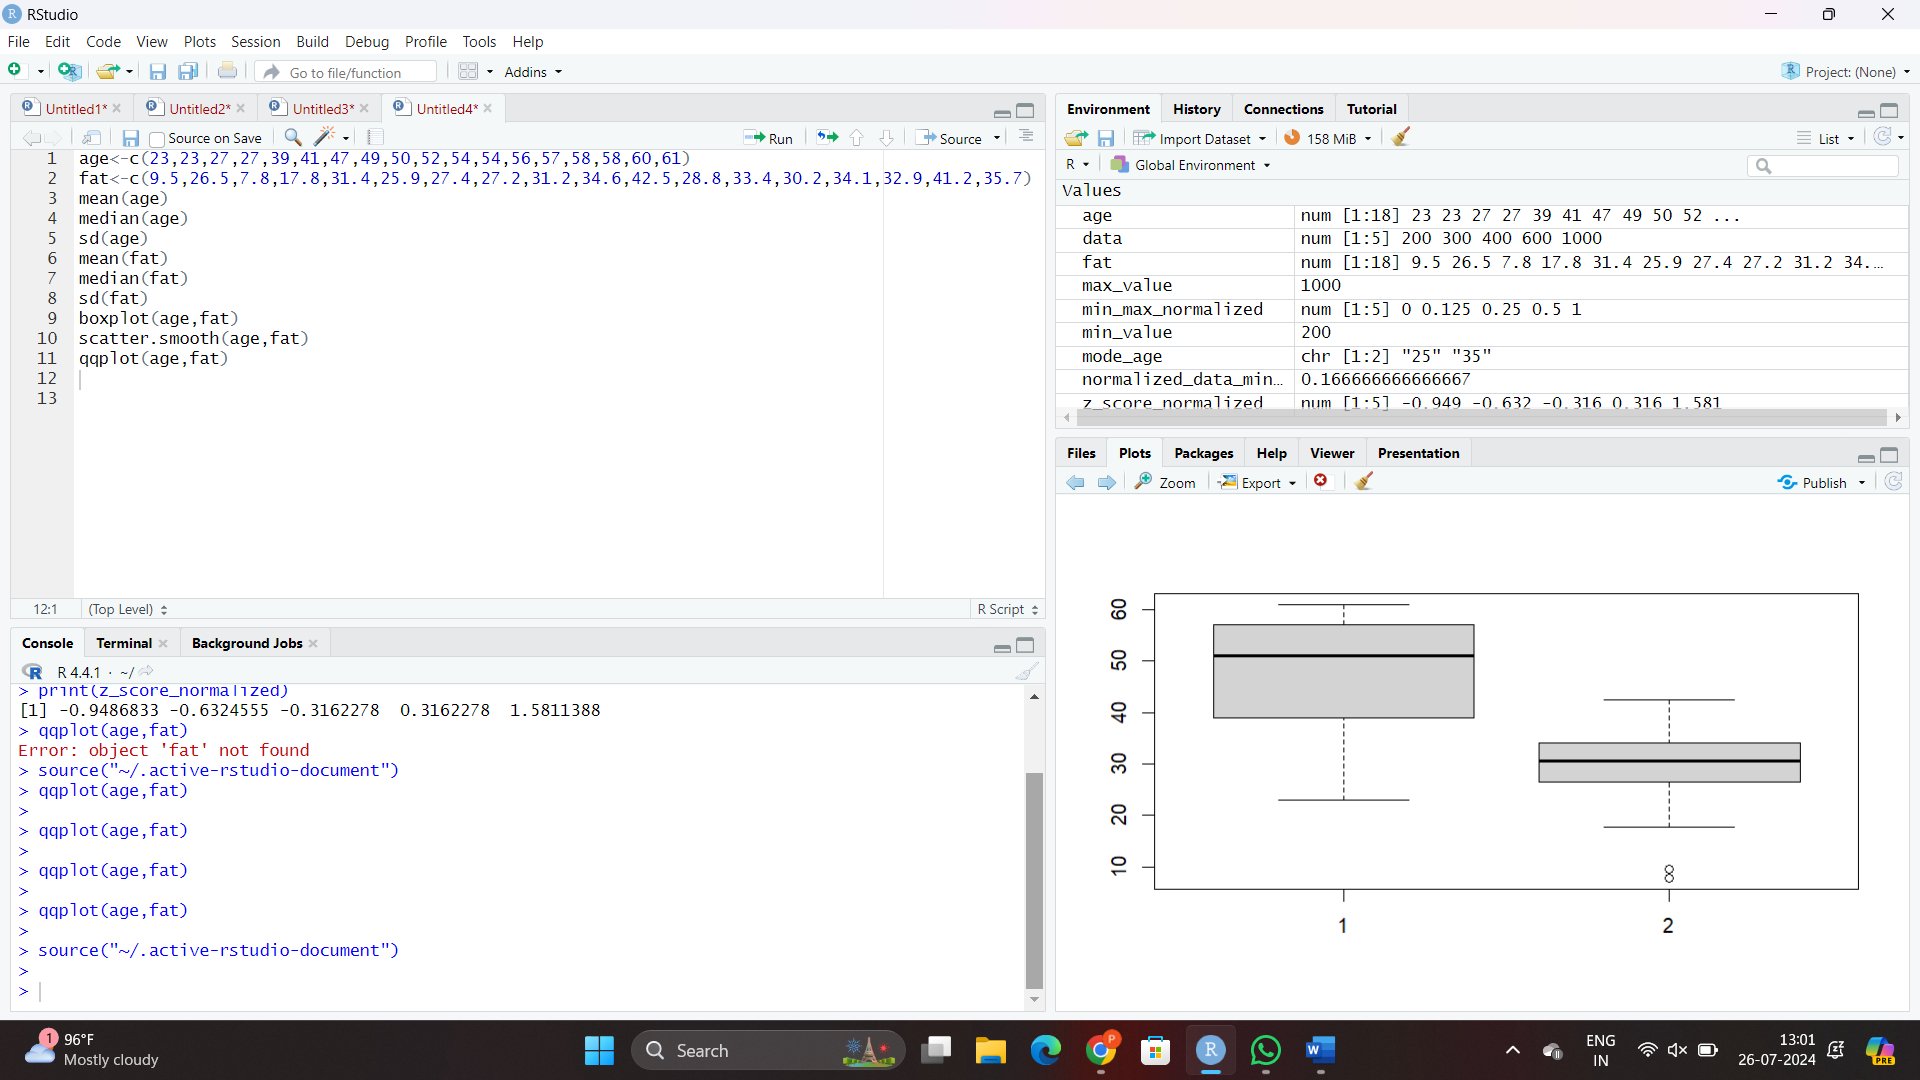 RStudio
File Edit Code View Plots Session Build Debug Profile Tools Help
Go to file/function Addins Project: (None)
Untitled1* Untitled2* Untitled3* Untitled4*
Source on Save Run Source
1 age<-c(23,23,27,27,39,41,47,49,50,52,54,54,56,57,58,58,60,61)
2 fat<-c(9.5,26.5,7.8,17.8,31.4,25.9,27.4,27.2,31.2,34.6,42.5,28.8,33.4,30.2,34.1,32.9,41.2,35.7)
3 mean(age)
4 median(age)
5 sd(age)
6 mean(fat)
7 median(fat)
8 sd(fat)
9 boxplot(age,fat)
10 scatter.smooth(age,fat)
11 qqplot(age,fat)
12
13
12:1 (Top Level) R Script
Console Terminal Background Jobs
R R 4.4.1 · ~/
> print(z_score_normalized)
[1] -0.9486833 -0.6324555 -0.3162278 0.3162278 1.5811388
> qqplot(age,fat)
Error: object 'fat' not found
> source("~/.active-rstudio-document")
> qqplot(age,fat)
>
> qqplot(age,fat)
>
> qqplot(age,fat)
>
> qqplot(age,fat)
>
> source("~/.active-rstudio-document")
>
>
Environment History Connections Tutorial
Import Dataset 158 MiB List
R Global Environment
Values
age num [1:18] 23 23 27 27 39 41 47 49 50 52 ...
data num [1:5] 200 300 400 600 1000
fat num [1:18] 9.5 26.5 7.8 17.8 31.4 25.9 27.4 27.2 31.2 34....
max_value 1000
min_max_normalized num [1:5] 0 0.125 0.25 0.5 1
min_value 200
mode_age chr [1:2] "25" "35"
normalized_data_min... 0.166666666666667
z_score_normalized num [1:5] -0.949 -0.632 -0.316 0.316 1.581
Files Plots Packages Help Viewer Presentation
Zoom Export Publish
60
50
40
30
20
10
1 2
1 96°F
Mostly cloudy
Search
P
R
W
ENG
IN
13:01
26-07-2024
PRE